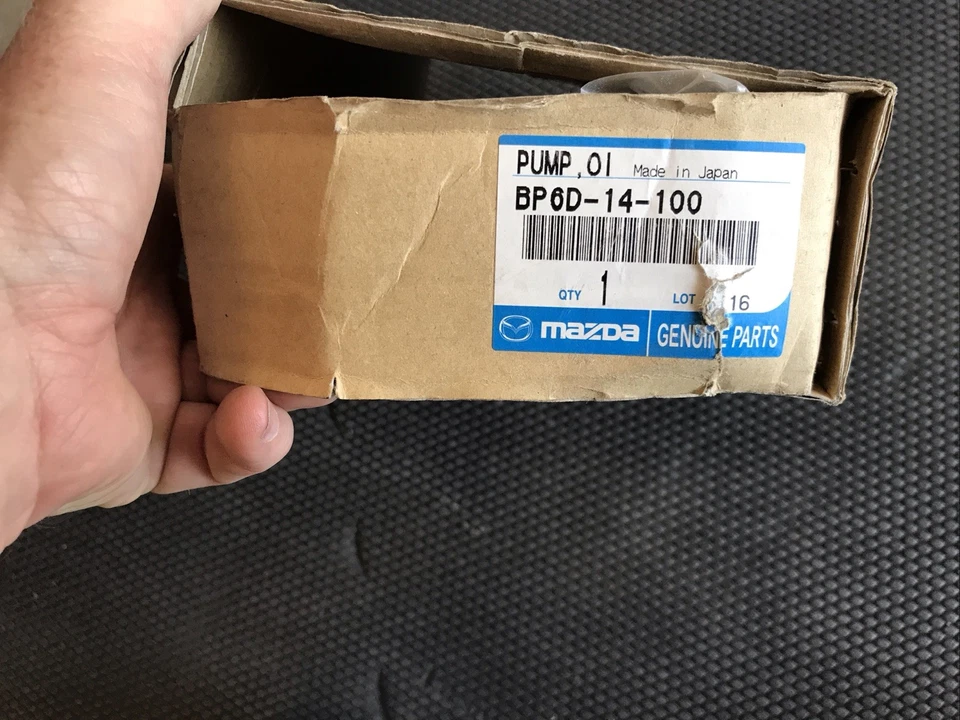 PUMP,OI Made in Japan
BP6D-14-100
QTY 1 LOT 16
mazda GENUINE PARTS